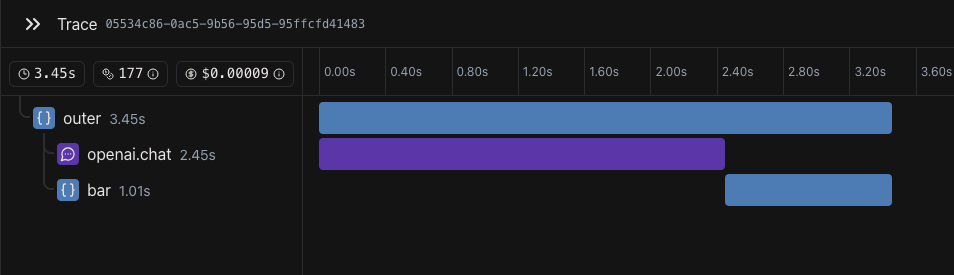 Trace 05534c86-0ac5-9b56-95d5-95ffcfd41483
3.45s 177 $0.00009 0.00s 0.40s 0.80s 1.20s 1.60s 2.00s 2.40s 2.80s 3.20s 3.60s
outer 3.45s
openai.chat 2.45s
bar 1.01s